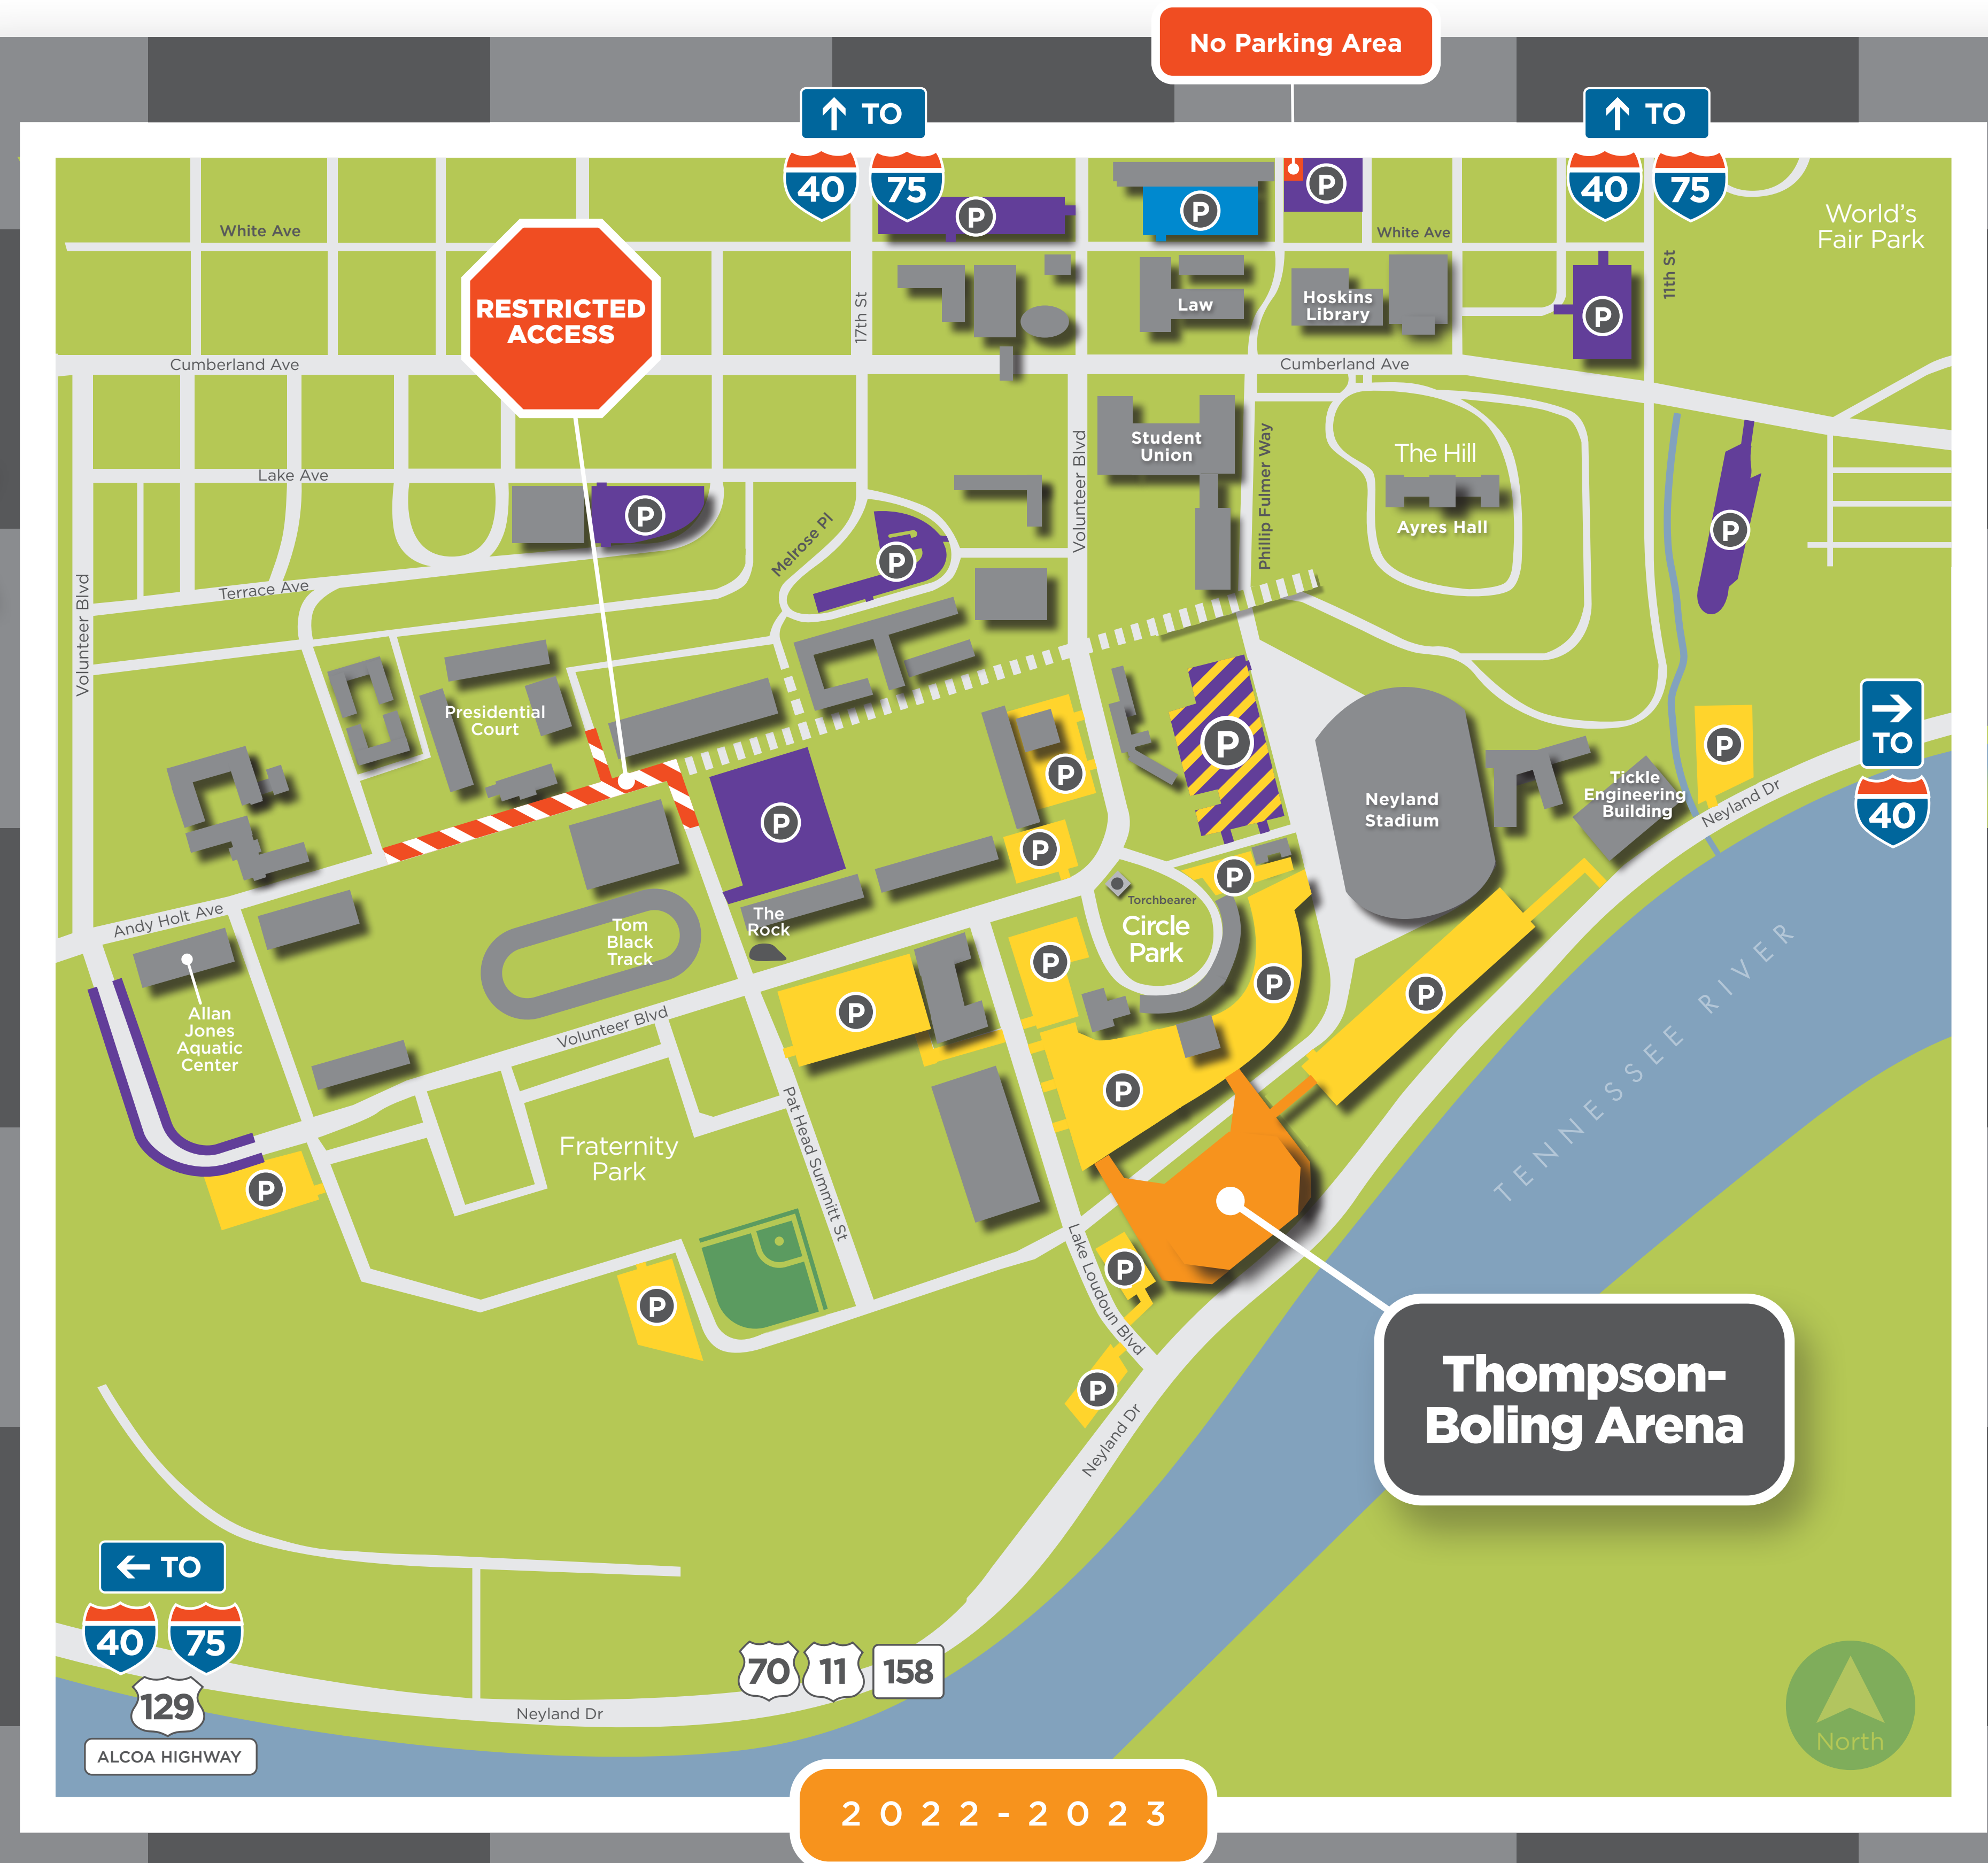 No Parking Area
↑ TO
↑ TO
40
75
40
75
P
P
P
World's
Fair Park
White Ave
White Ave
17th St
11th St
RESTRICTED
ACCESS
Law
Hoskins
Library
P
Cumberland Ave
Cumberland Ave
Lake Ave
Student
Union
Volunteer Blvd
Phillip Fulmer Way
The Hill
Ayres Hall
P
P
Melrose Pl
P
Terrace Ave
Volunteer Blvd
Presidential
Court
P
P
P
P
P
Neyland
Stadium
Tickle
Engineering
Building
P
Neyland Dr
→
TO
40
Andy Holt Ave
Tom
Black
Track
The
Rock
Torchbearer
Circle
Park
P
P
P
P
P
TENNESSEE RIVER
Allan
Jones
Aquatic
Center
Volunteer Blvd
P
Pat Head Summitt St
Fraternity
Park
P
P
Lake Loudoun Blvd
P
P
Neyland Dr
Thompson-
Boling Arena
← TO
40
75
129
ALCOA HIGHWAY
70
11
158
Neyland Dr
North
2022-2023